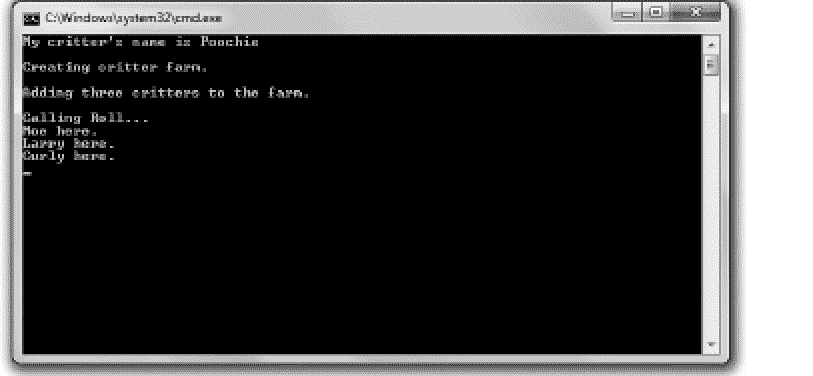 C:\Windows\system32\cmd.exe
My critter's name is Poochie
Creating critter farm.
Adding three critters to the farm.
Calling Roll...
Moe here.
Larry here.
Curly here.